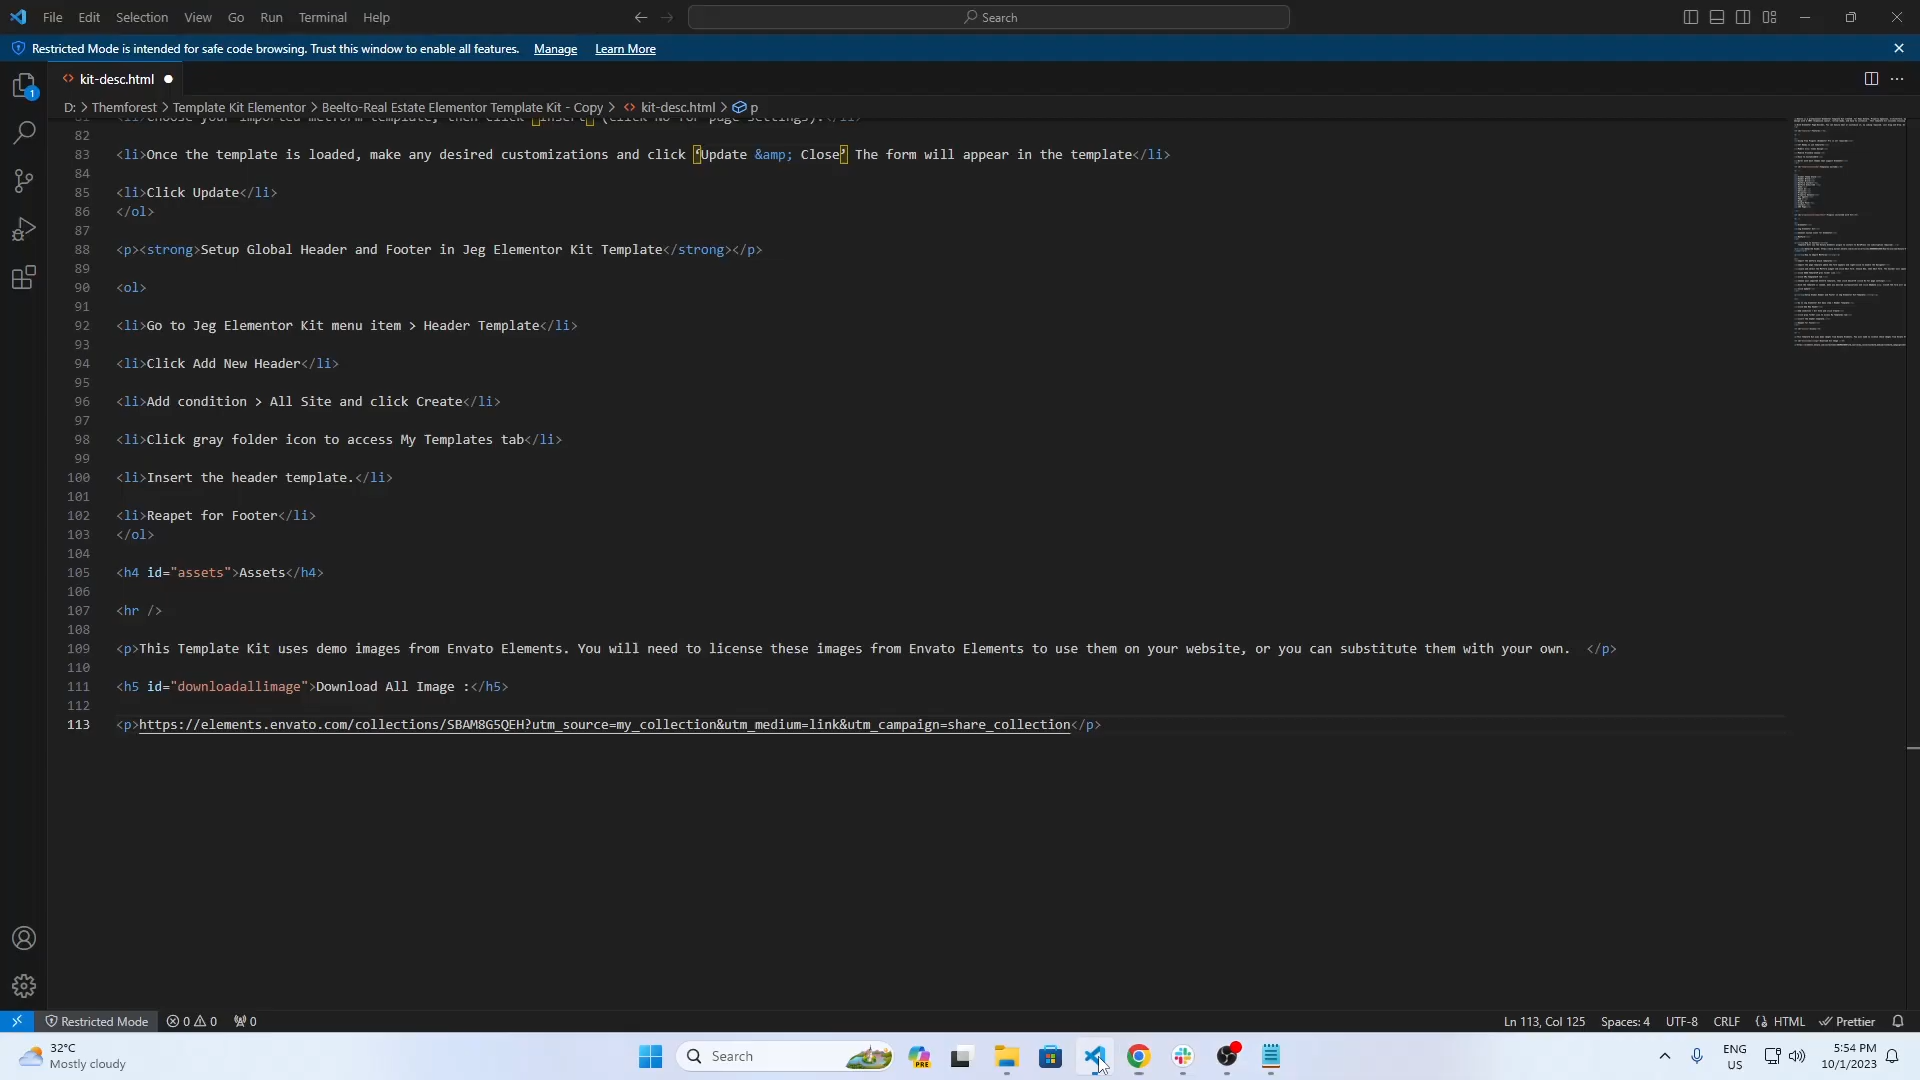 File Edit Selection View Go Run Terminal Help
Search
Restricted Mode is intended for safe code browsing. Trust this window to enable all features. Manage Learn More
kit-desc.html
1
D: > Themforest > Template Kit Elementor > Beelto-Real Estate Elementor Template Kit - Copy > kit-desc.html > p
82
83 <li>Once the template is loaded, make any desired customizations and click ‘Update &amp; Close’ The form will appear in the template</li>
84
85 <li>Click Update</li>
86 </ol>
87
88 <p><strong>Setup Global Header and Footer in Jeg Elementor Kit Template</strong></p>
89
90 <ol>
91
92 <li>Go to Jeg Elementor Kit menu item > Header Template</li>
93
94 <li>Click Add New Header</li>
95
96 <li>Add condition > All Site and click Create</li>
97
98 <li>Click gray folder icon to access My Templates tab</li>
99
100 <li>Insert the header template.</li>
101
102 <li>Reapet for Footer</li>
103 </ol>
104
105 <h4 id="assets">Assets</h4>
106
107 <hr />
108
109 <p>This Template Kit uses demo images from Envato Elements. You will need to license these images from Envato Elements to use them on your website, or you can substitute them with your own.  </p>
110
111 <h5 id="downloadallimage">Download All Image :</h5>
112
113 <p>https://elements.envato.com/collections/SBAM8G5QEH?utm_source=my_collection&utm_medium=link&utm_campaign=share_collection</p>
Restricted Mode 0 0 0 Ln 113, Col 125 Spaces: 4 UTF-8 CRLF HTML Prettier
32°C
Mostly cloudy
Search
PRE
ENG
US
5:54 PM
10/1/2023